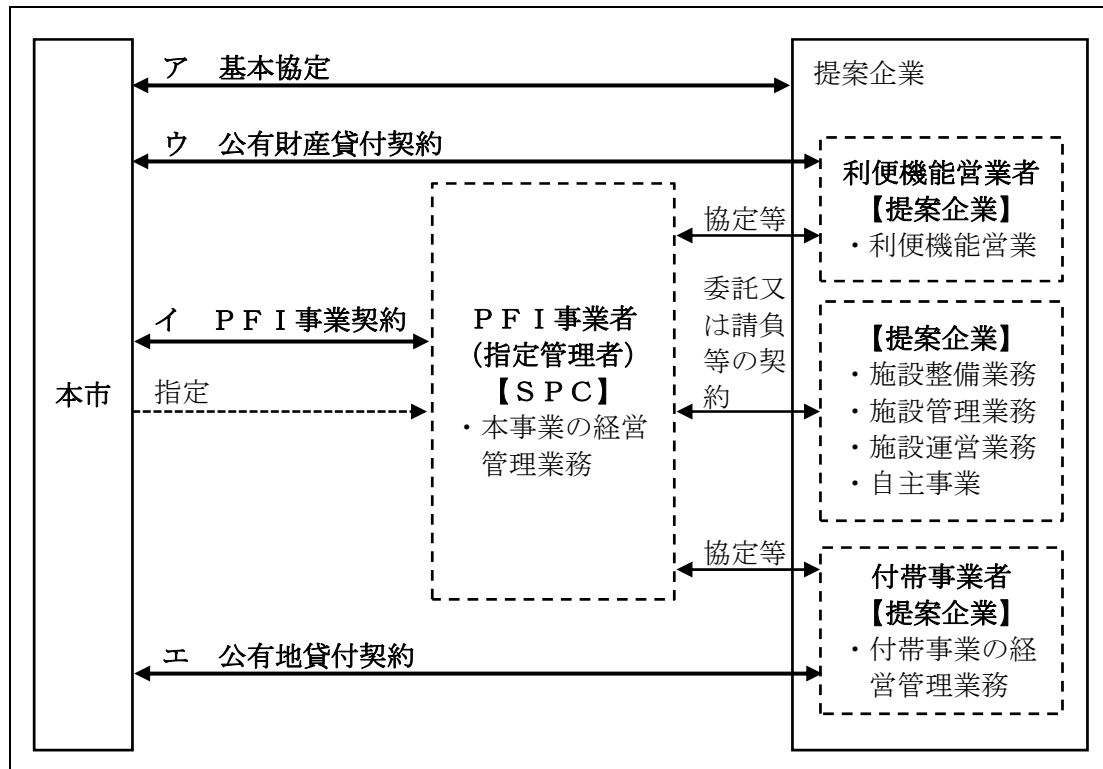 ア　基本協定
提案企業
ウ　公有財産貸付契約
利便機能営業者
【提案企業】
・利便機能営業
協定等
イ　ＰＦＩ事業契約
本市
指定
ＰＦＩ事業者
(指定管理者)
【ＳＰＣ】
・本事業の経営
管理業務
委託又
は請負
等の契
約
【提案企業】
・施設整備業務
・施設管理業務
・施設運営業務
・自主事業
協定等
付帯事業者
【提案企業】
・付帯事業の経
営管理業務
エ　公有地貸付契約